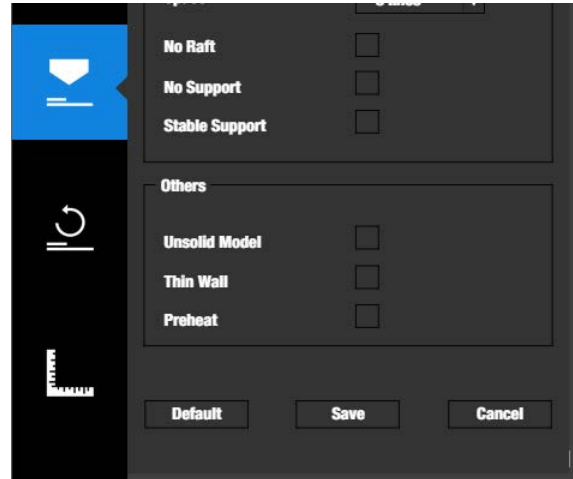 No Raft
No Support
Stable Support
Others
Unsolid Model
Thin Wall
Preheat
Default Save Cancel